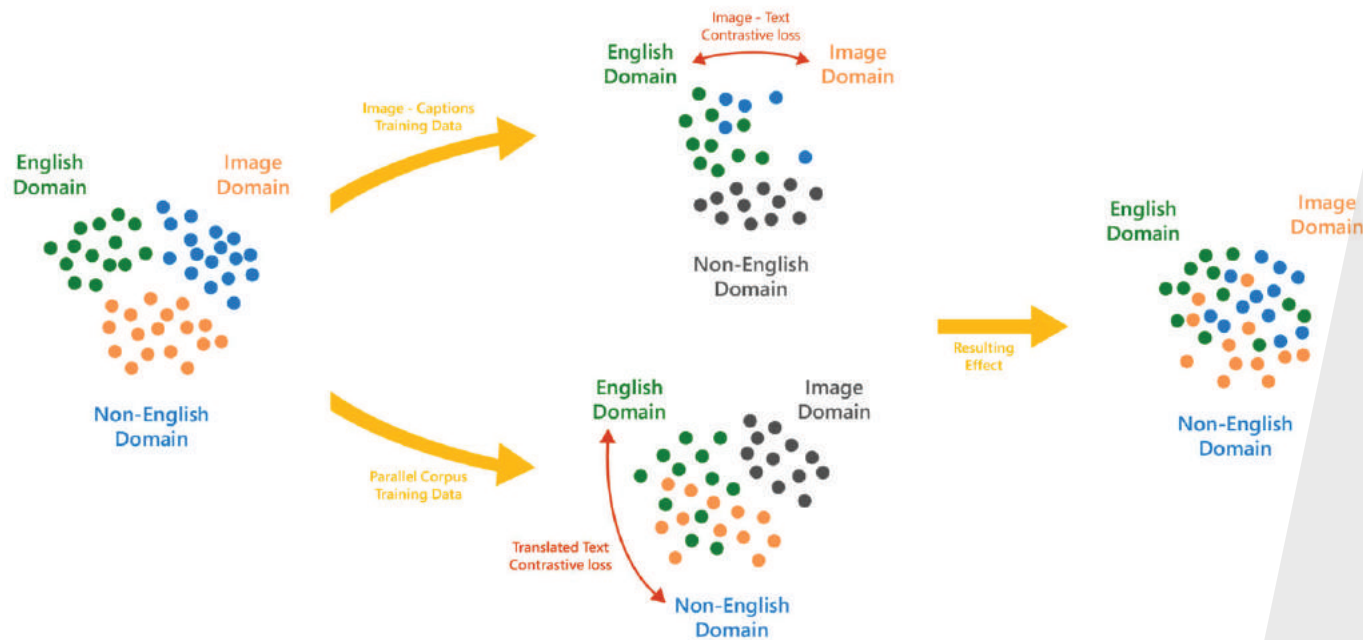 English
Domain
Image
Domain
Non-English
Domain
Image - Captions
Training Data
Parallel Corpus
Training Data
Image - Text
Contrastive loss
English
Domain
Image
Domain
Non-English
Domain
English
Domain
Image
Domain
Translated Text
Contrastive loss
Non-English
Domain
Resulting
Effect
English
Domain
Image
Domain
Non-English
Domain